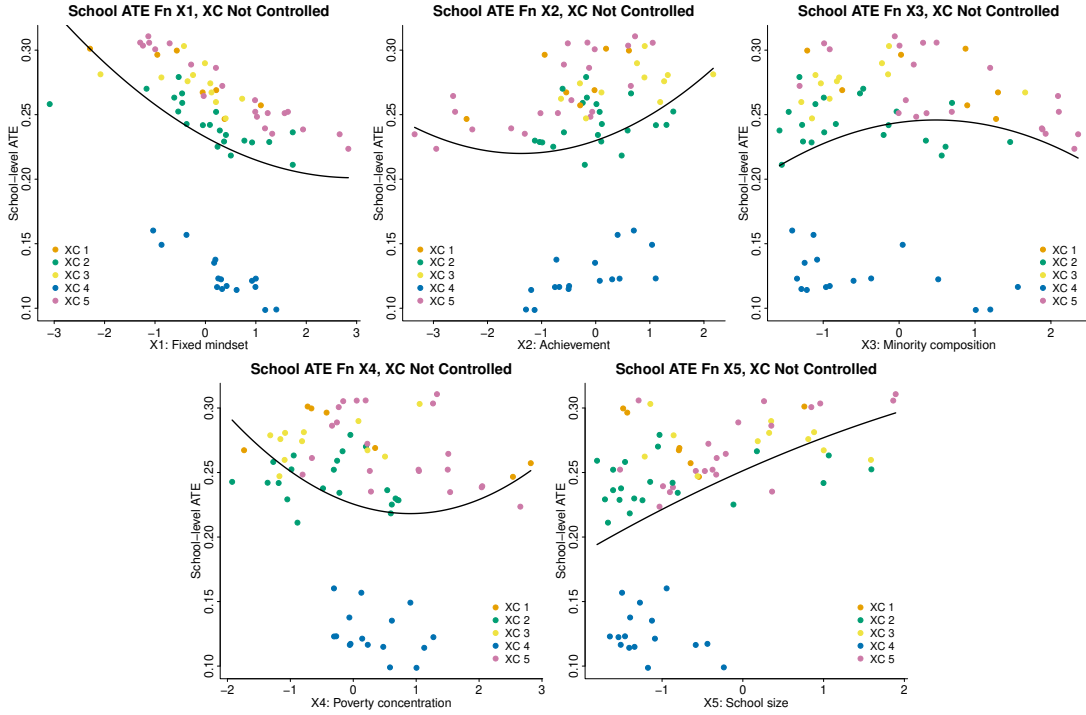 School ATE Fn X1, XC Not Controlled
School−level ATE
0.10 0.15 0.20 0.25 0.30
XC 1
XC 2
XC 3
XC 4
XC 5
−3 −2 −1 0 1 2 3
X1: Fixed mindset
School ATE Fn X2, XC Not Controlled
School−level ATE
0.10 0.15 0.20 0.25 0.30
XC 1
XC 2
XC 3
XC 4
XC 5
−3 −2 −1 0 1 2
X2: Achievement
School ATE Fn X3, XC Not Controlled
School−level ATE
0.10 0.15 0.20 0.25 0.30
XC 1
XC 2
XC 3
XC 4
XC 5
−1 0 1 2
X3: Minority composition
School ATE Fn X4, XC Not Controlled
School−level ATE
0.10 0.15 0.20 0.25 0.30
XC 1
XC 2
XC 3
XC 4
XC 5
−2 −1 0 1 2 3
X4: Poverty concentration
School ATE Fn X5, XC Not Controlled
School−level ATE
0.10 0.15 0.20 0.25 0.30
XC 1
XC 2
XC 3
XC 4
XC 5
−1 0 1 2
X5: School size